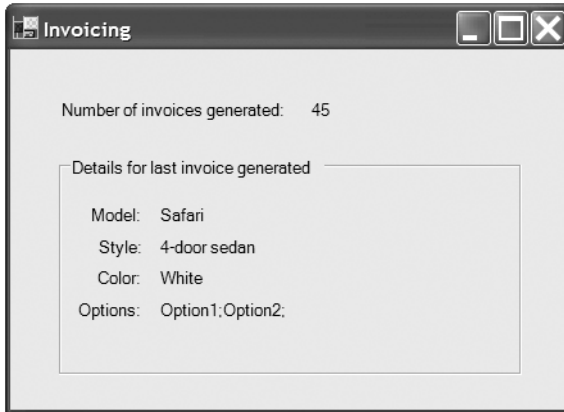 Invoicing
Number of invoices generated: 45
Details for last invoice generated
Model: Safari
Style: 4-door sedan
Color: White
Options: Option1;Option2;